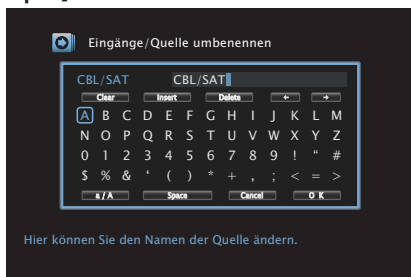 Eingänge/Quelle umbenennen
CBL/SAT CBL/SAT
Clear Insert Delete ← →
A B C D E F G H I J K L M
N O P Q R S T U V W X Y Z
0 1 2 3 4 5 6 7 8 9 ! “ #
$ % & ‘ ( ) * + , ; < = >
a / A Space Cancel O K
Hier können Sie den Namen der Quelle ändern.